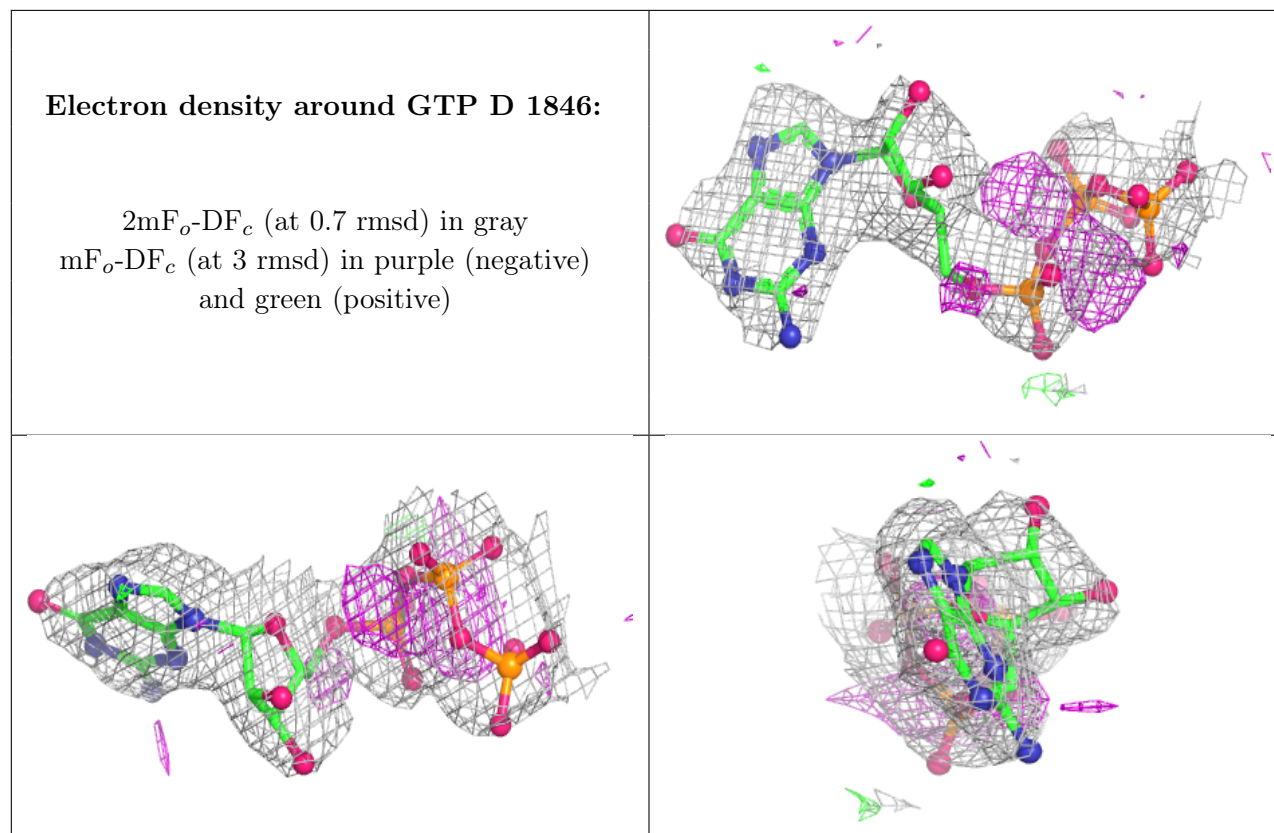 Electron density around GTP D 1846:
2mFo-DFc (at 0.7 rmsd) in gray
mFo-DFc (at 3 rmsd) in purple (negative)
and green (positive)